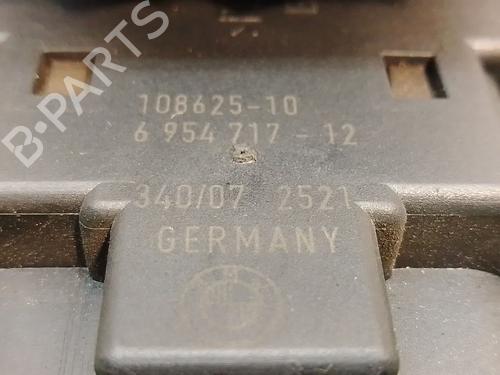 B-PARTS
108625-10
6 954 717 - 12
340/07 2521
GERMANY